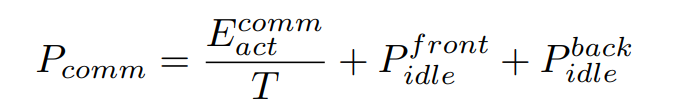 P_{comm} = \frac{E_{act}^{comm}}{T} + P_{idle}^{front} + P_{idle}^{back}